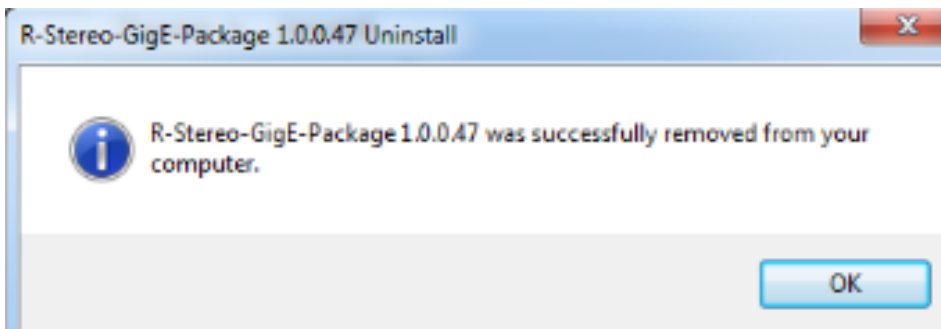 R-Stereo-GigE-Package 1.0.0.47 Uninstall
R-Stereo-GigE-Package 1.0.0.47 was successfully removed from your
computer.
OK